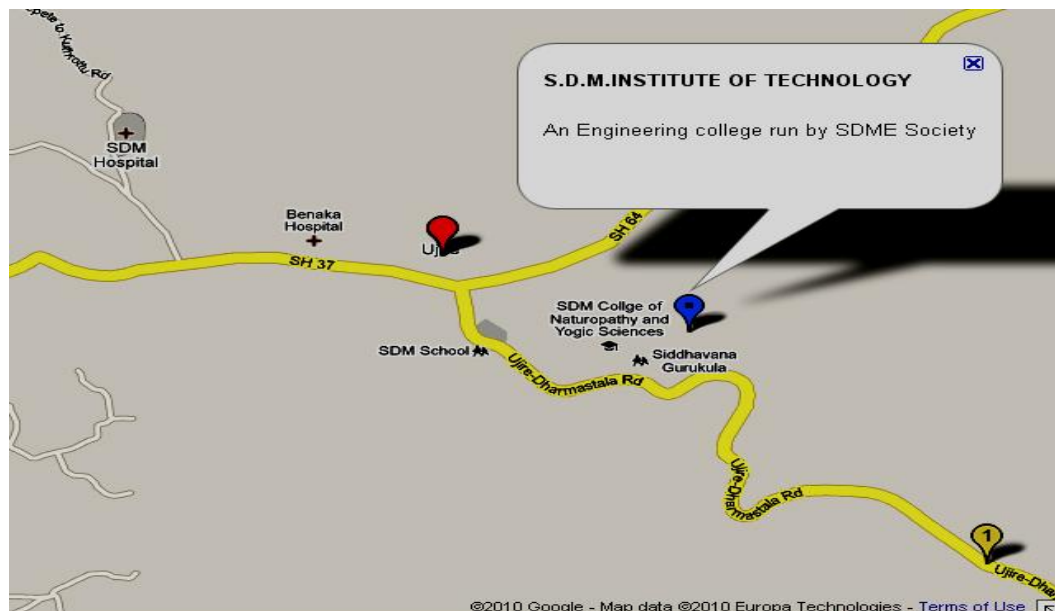 S.D.M.INSTITUTE OF TECHNOLOGY
An Engineering college run by SDME Society
to Kuthrottu Rd
SDM
Hospital
Benaka
Hospital
SH 37
SH 64
SDM Collge of
Naturopathy and
Yogic Sciences
SDM School
Siddhavana
Gurukula
Ujire-Dharmastala Rd
Ujire-Dharmastala Rd
1
©2010 Google - Map data ©2010 Europa Technologies - Terms of Use